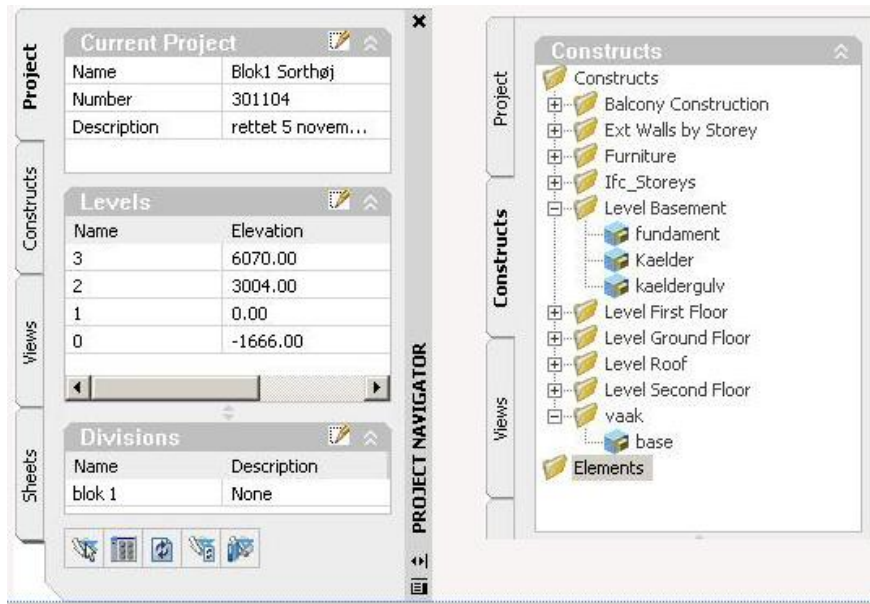 Project
Constructs
Views
Sheets
Current Project
Name Blok1 Sorthøj
Number 301104
Description rettet 5 novem...
Levels
Name Elevation
3 6070.00
2 3004.00
1 0.00
0 -1666.00
Divisions
Name Description
blok 1 None
PROJECT NAVIGATOR
Project
Constructs
Views
Constructs
Constructs
Balcony Construction
Ext Walls by Storey
Furniture
Ifc_Storeys
Level Basement
fundament
Kaelder
kaeldergulv
Level First Floor
Level Ground Floor
Level Roof
Level Second Floor
vaak
base
Elements